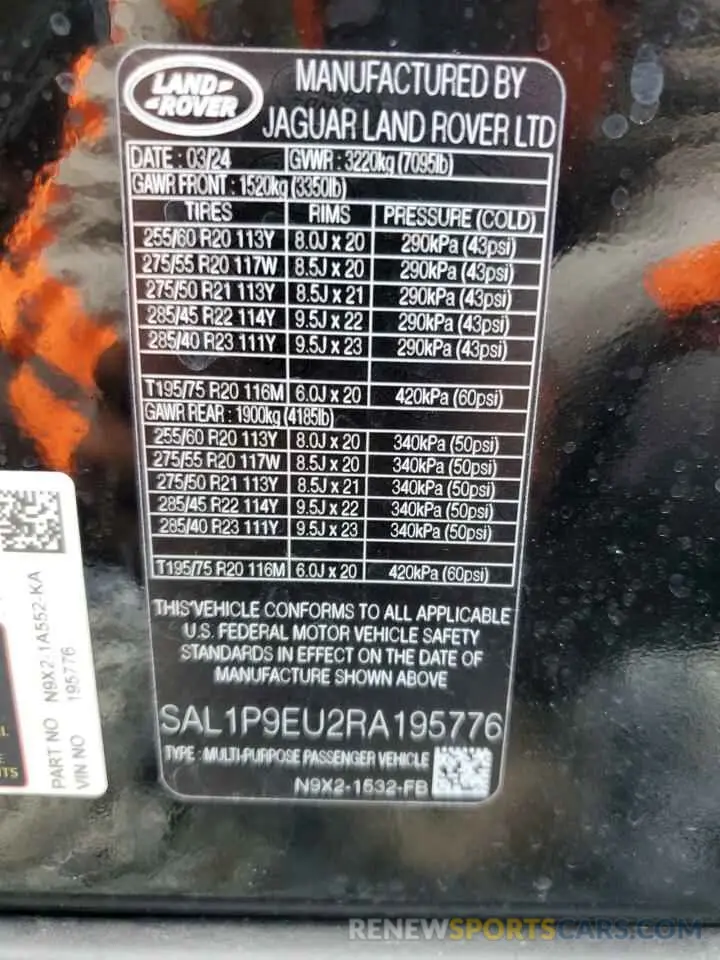 LAND ROVER
MANUFACTURED BY
JAGUAR LAND ROVER LTD
DATE : 03/24 GVWR : 3220kg (7095lb)
GAWR FRONT : 1520kg (3350lb)
TIRES RIMS PRESSURE (COLD)
255/60 R20 113Y 8.0J x 20 290kPa (43psi)
275/55 R20 117W 8.5J x 20 290kPa (43psi)
275/50 R21 113Y 8.5J x 21 290kPa (43psi)
285/45 R22 114Y 9.5J x 22 290kPa (43psi)
285/40 R23 111Y 9.5J x 23 290kPa (43psi)
T195/75 R20 116M 6.0J x 20 420kPa (60psi)
GAWR REAR : 1900kg (4185lb)
255/60 R20 113Y 8.0J x 20 340kPa (50psi)
275/55 R20 117W 8.5J x 20 340kPa (50psi)
275/50 R21 113Y 8.5J x 21 340kPa (50psi)
285/45 R22 114Y 9.5J x 22 340kPa (50psi)
285/40 R23 111Y 9.5J x 23 340kPa (50psi)
T195/75 R20 116M 6.0J x 20 420kPa (60psi)
THIS VEHICLE CONFORMS TO ALL APPLICABLE
U.S. FEDERAL MOTOR VEHICLE SAFETY
STANDARDS IN EFFECT ON THE DATE OF
MANUFACTURE SHOWN ABOVE
SAL1P9EU2RA195776
TYPE : MULTI-PURPOSE PASSENGER VEHICLE
N9X2-1532-FB
PART NO N9X2-1A552-KA
VIN NO 195776
RENEWSPORTSCARS.COM